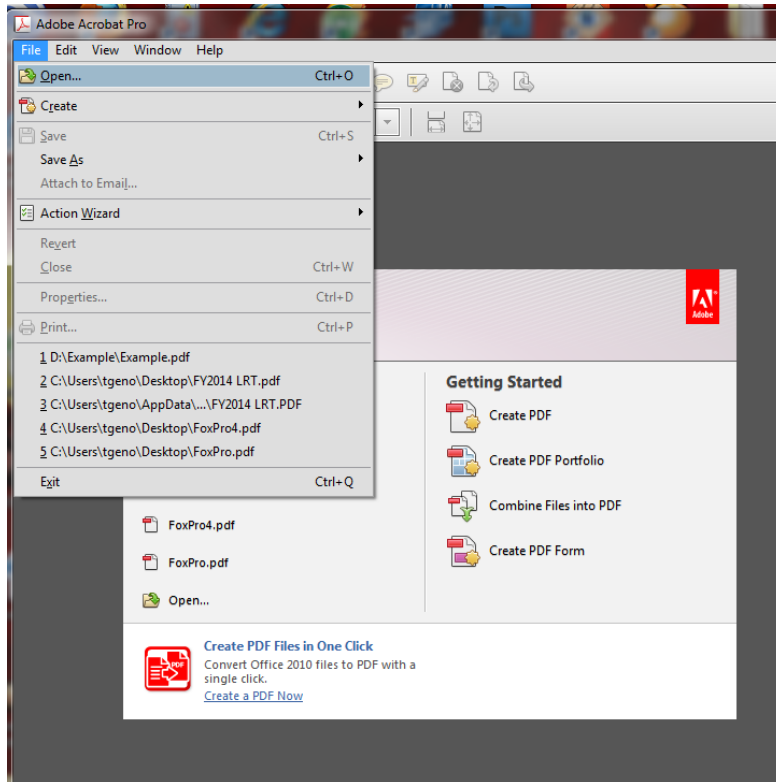 Adobe Acrobat Pro
File Edit View Window Help
Open... Ctrl+O
Create
Save Ctrl+S
Save As
Attach to Email...
Action Wizard
Revert
Close Ctrl+W
Properties... Ctrl+D
Print... Ctrl+P
1 D:\Example\Example.pdf
2 C:\Users\tgeno\Desktop\FY2014 LRT.pdf
3 C:\Users\tgeno\AppData\...\FY2014 LRT.PDF
4 C:\Users\tgeno\Desktop\FoxPro4.pdf
5 C:\Users\tgeno\Desktop\FoxPro.pdf
Exit Ctrl+Q
Adobe
FoxPro4.pdf
FoxPro.pdf
Open...
Getting Started
Create PDF
Create PDF Portfolio
Combine Files into PDF
Create PDF Form
PDF
Create PDF Files in One Click
Convert Office 2010 files to PDF with a
single click.
Create a PDF Now